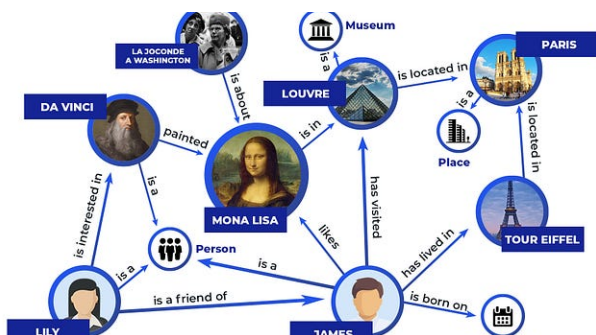 Museum
LA JOCONDE
A WASHINGTON
PARIS
is a
is located in
LOUVRE
is about
DA VINCI
is a
is located in
painted
is in
Place
is interested in
is a
MONA LISA
has visited
TOUR EIFFEL
likes
has lived in
Person
is a
is a
is a friend of
is born on
LILY
JAMES